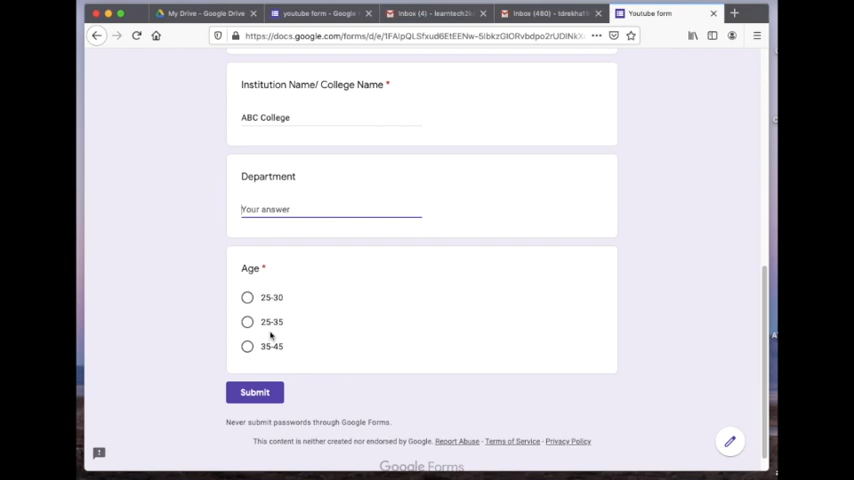 My Drive - Google Drive
youtube form - Google
Inbox (4) - learntech2
Inbox (480) - tdrekha1
Youtube form
https://docs.google.com/forms/d/e/1FAIpQLSfxud6EtEENw-5IbkzGIORvbdpo2rUDINkX
Institution Name/ College Name *
ABC College
Department
Your answer
Age *
25-30
25-35
35-45
Submit
Never submit passwords through Google Forms.
This content is neither created nor endorsed by Google. Report Abuse - Terms of Service - Privacy Policy
Google Forms